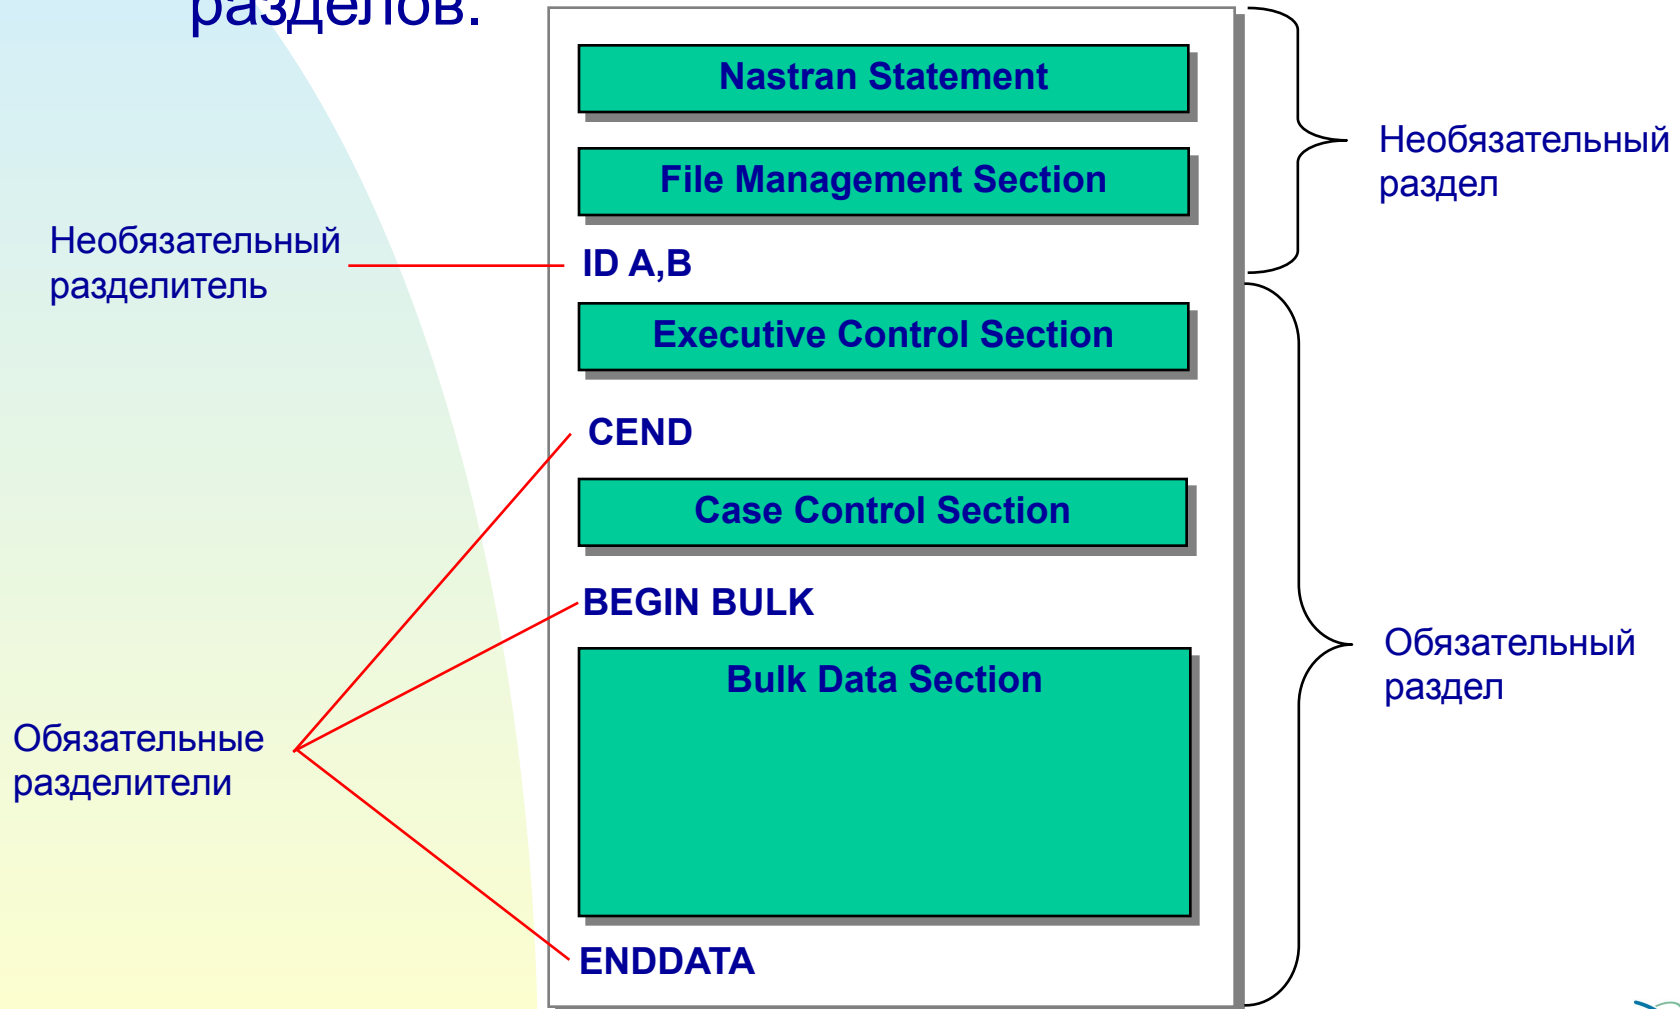 разделов:
Nastran Statement
File Management Section
Необязательный
раздел
Необязательный
разделитель
ID A,B
Executive Control Section
CEND
Case Control Section
BEGIN BULK
Bulk Data Section
Обязательный
раздел
Обязательные
разделители
ENDDATA